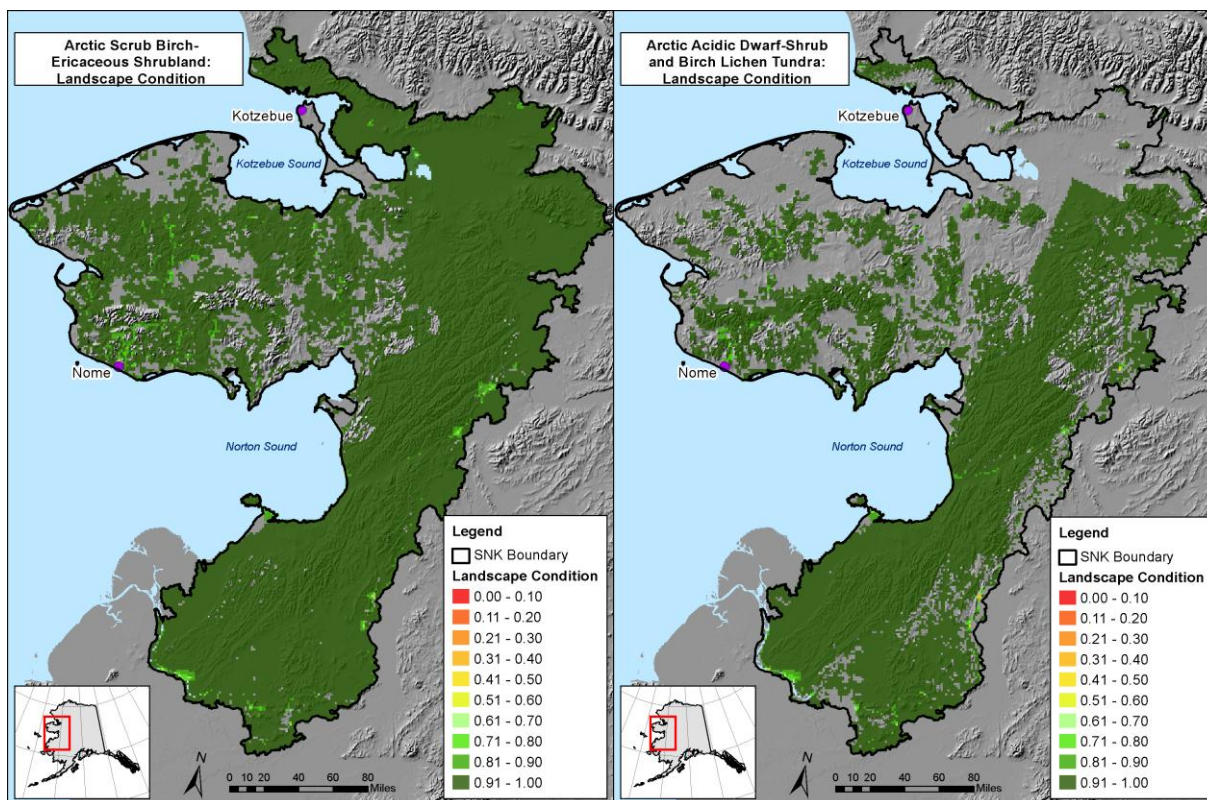 Arctic Scrub Birch-
Ericaceous Shrubland:
Landscape Condition
Kotzebue
Kotzebue Sound
Nome
Norton Sound
Legend
SNK Boundary
Landscape Condition
0.00 - 0.10
0.11 - 0.20
0.21 - 0.30
0.31 - 0.40
0.41 - 0.50
0.51 - 0.60
0.61 - 0.70
0.71 - 0.80
0.81 - 0.90
0.91 - 1.00
N
0 10 20 40 60 80
Miles
Arctic Acidic Dwarf-Shrub
and Birch Lichen Tundra:
Landscape Condition
Kotzebue
Kotzebue Sound
Nome
Norton Sound
Legend
SNK Boundary
Landscape Condition
0.00 - 0.10
0.11 - 0.20
0.21 - 0.30
0.31 - 0.40
0.41 - 0.50
0.51 - 0.60
0.61 - 0.70
0.71 - 0.80
0.81 - 0.90
0.91 - 1.00
N
0 10 20 40 60 80
Miles